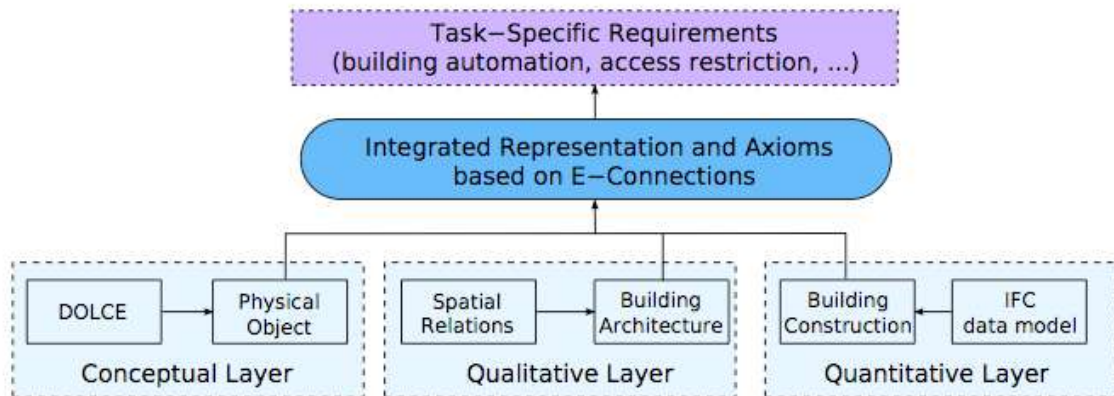 Task−Specific Requirements
(building automation, access restriction, ...)
Integrated Representation and Axioms
based on E−Connections
DOLCE
Physical
Object
Conceptual Layer
Spatial
Relations
Building
Architecture
Qualitative Layer
Building
Construction
IFC
data model
Quantitative Layer